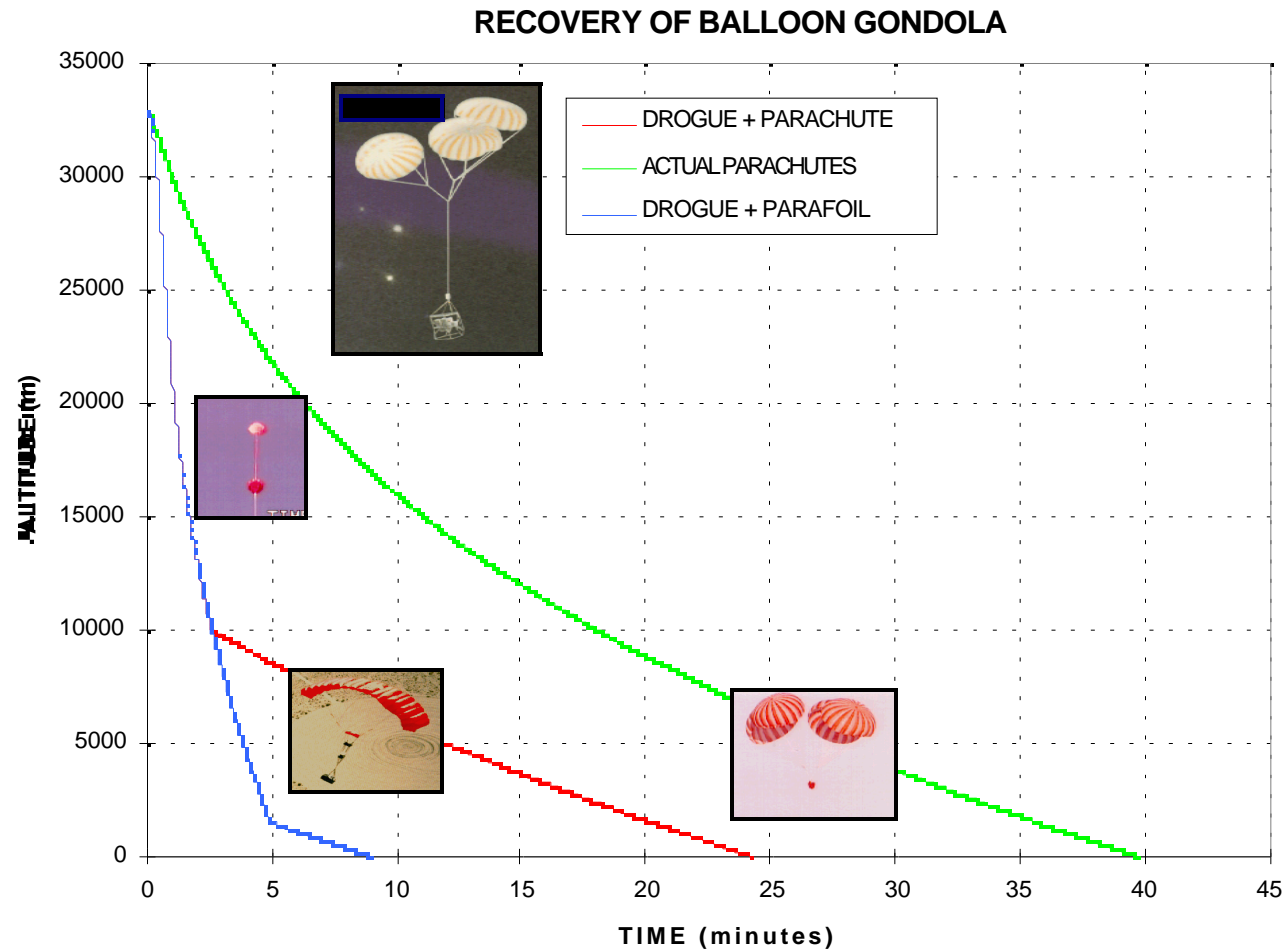 RECOVERY OF BALLOON GONDOLA
35000
30000
25000
20000
15000
10000
5000
0
DROGUE + PARACHUTE
ACTUAL PARACHUTES
DROGUE + PARAFOIL
0 5 10 15 20 25 30 35 40 45
TIME (minutes)